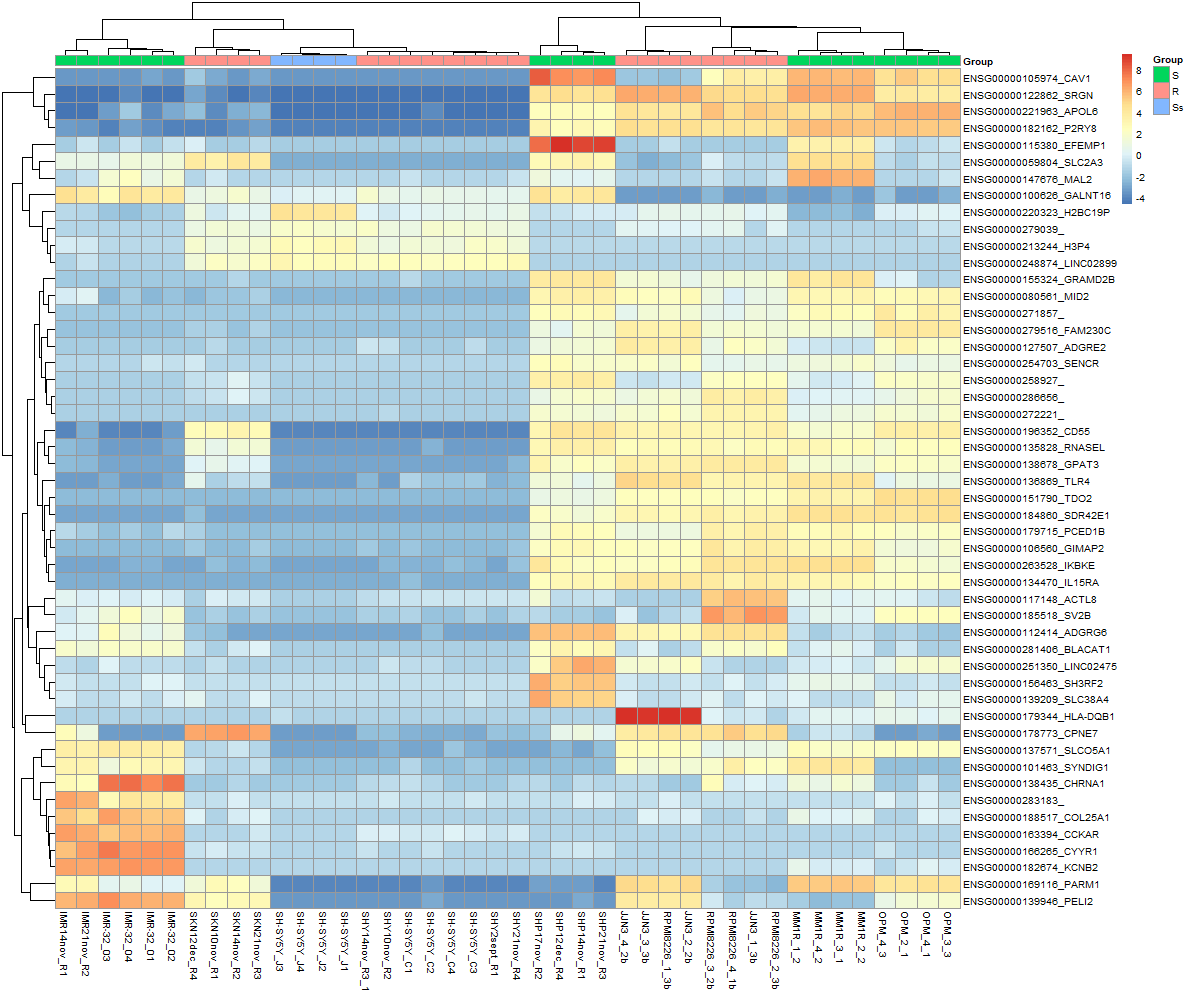 Group
ENSG00000105974_CAV1
ENSG00000122862_SRGN
ENSG00000221963_APOL6
ENSG00000182162_P2RY8
ENSG00000115380_EFEMP1
ENSG00000059804_SLC2A3
ENSG00000147676_MAL2
ENSG00000100626_GALNT16
ENSG00000220323_H2BC19P
ENSG00000279039_
ENSG00000213244_H3P4
ENSG00000248874_LINC02899
ENSG00000155324_GRAMD2B
ENSG00000080561_MID2
ENSG00000271857_
ENSG00000279516_FAM230C
ENSG00000127507_ADGRE2
ENSG00000254703_SENCR
ENSG00000258927_
ENSG00000286656_
ENSG00000272221_
ENSG00000196352_CD55
ENSG00000135828_RNASEL
ENSG00000138678_GPAT3
ENSG00000136869_TLR4
ENSG00000151790_TDO2
ENSG00000184860_SDR42E1
ENSG00000179715_PCED1B
ENSG00000106560_GIMAP2
ENSG00000263528_IKBKE
ENSG00000134470_IL15RA
ENSG00000117148_ACTL8
ENSG00000185518_SV2B
ENSG00000112414_ADGRG6
ENSG00000281406_BLACAT1
ENSG00000251350_LINC02475
ENSG00000156463_SH3RF2
ENSG00000139209_SLC38A4
ENSG00000179344_HLA-DQB1
ENSG00000178773_CPNE7
ENSG00000137571_SLCO5A1
ENSG00000101463_SYNDIG1
ENSG00000138435_CHRNA1
ENSG00000283183_
ENSG00000188517_COL25A1
ENSG00000163394_CCKAR
ENSG00000166265_CYYR1
ENSG00000182674_KCNB2
ENSG00000169116_PARM1
ENSG00000139946_PELI2
8
6
4
2
0
-2
-4
Group
S
R
Ss
IMR14nov_R1
IMR21nov_R2
IMR-32_D3
IMR-32_D4
IMR-32_D1
IMR-32_D2
SKN12dec_R4
SKN10nov_R1
SKN14nov_R2
SKN21nov_R3
SH-SY5Y_J3
SH-SY5Y_J4
SH-SY5Y_J2
SH-SY5Y_J1
SHY14nov_R3_1
SHY10nov_R2
SH-SY5Y_C1
SH-SY5Y_C2
SH-SY5Y_C4
SH-SY5Y_C3
SHY2sept_R1
SHY21nov_R4
SHP17nov_R2
SHP12dec_R4
SHP14nov_R1
SHP21nov_R3
JJN3_4_2b
JJN3_3_3b
RPMI8226_1_3b
JJN3_2_2b
RPMI8226_3_2b
RPMI8226_4_1b
JJN3_1_3b
RPMI8226_2_3b
MM1R_1_2
MM1R_4_2
MM1R_3_1
MM1R_2_2
OPM_4_3
OPM_2_1
OPM_4_1
OPM_3_3